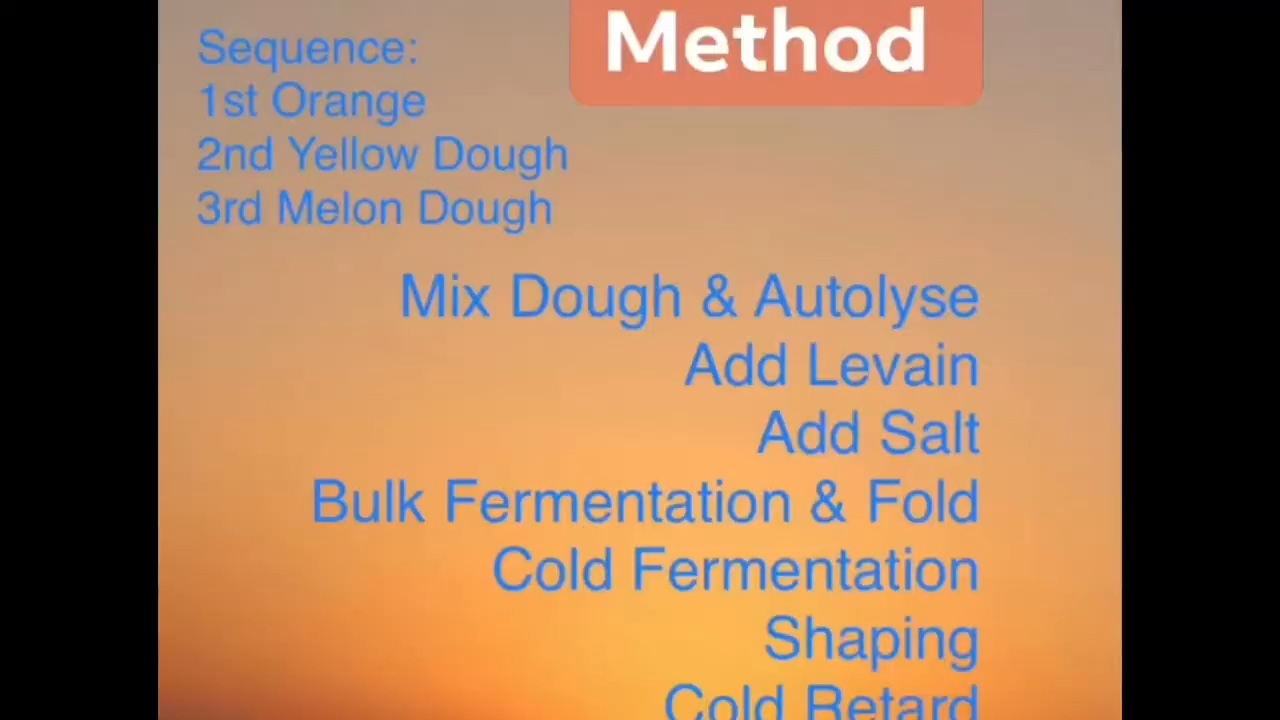 Method
Sequence:
1st Orange
2nd Yellow Dough
3rd Melon Dough
Mix Dough & Autolyse
Add Levain
Add Salt
Bulk Fermentation & Fold
Cold Fermentation
Shaping
Cold Retard